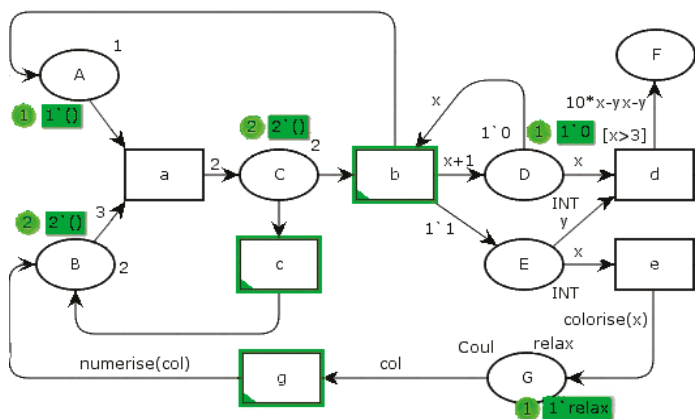 1
A
1
1`()
x
F
10*x-yx-y
2
2`()
2
1`0
1
1`0
[x>3]
a
2
C
b
x+1
D
x
d
2
2`()
3
INT
B
2
c
1`1
y
E
x
e
INT
colorise(x)
numerise(col)
g
col
Coul
relax
G
1
1`relax